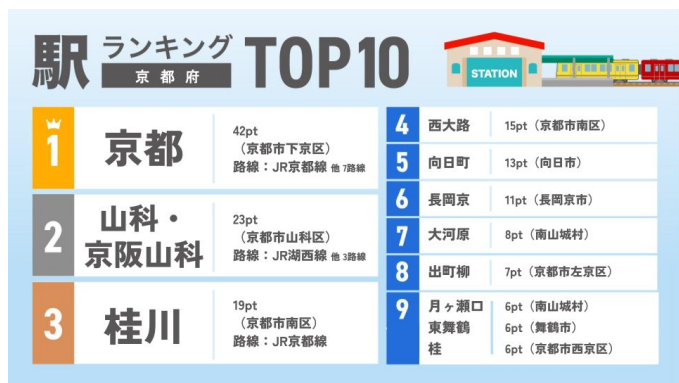 駅ランキング TOP10
京都府
STATION
1
京都
42pt
（京都市下京区）
路線：JR京都線 他 7路線
2
山科・
京阪山科
23pt
（京都市山科区）
路線：JR湖西線 他 3路線
3
桂川
19pt
（京都市南区）
路線：JR京都線
4 西大路 15pt（京都市南区）
5 向日町 13pt（向日市）
6 長岡京 11pt（長岡京市）
7 大河原 8pt（南山城村）
8 出町柳 7pt（京都市左京区）
9 月ヶ瀬口 6pt（南山城村）
東舞鶴 6pt（舞鶴市）
桂 6pt（京都市西京区）